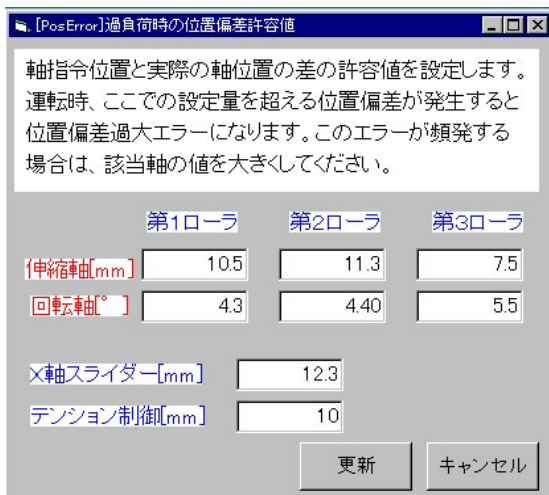 [PosError]過負荷時の位置偏差許容値
軸指令位置と実際の軸位置の差の許容値を設定します。
運転時、ここでの設定量を超える位置偏差が発生すると
位置偏差過大エラーになります。このエラーが頻発する
場合は、該当軸の値を大きくしてください。
第1ローラ 第2ローラ 第3ローラ
伸縮軸[mm] 10.5 11.3 7.5
回転軸[° ] 4.3 4.40 5.5
X軸スライダー[mm] 12.3
テンション制御[mm] 10
更新 キャンセル